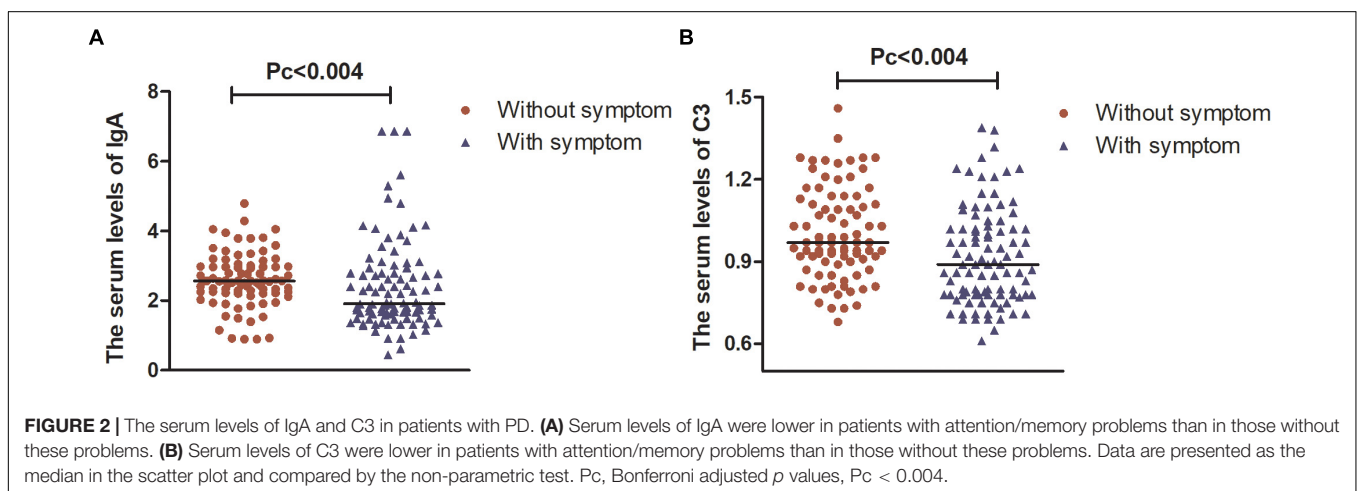 A
Pc<0.004
8
6
4
2
0
The serum levels of IgA
Without symptom
With symptom
B
Pc<0.004
1.5
1.2
0.9
0.6
The serum levels of C3
Without symptom
With symptom
FIGURE 2 | The serum levels of IgA and C3 in patients with PD. (A) Serum levels of IgA were lower in patients with attention/memory problems than in those without
these problems. (B) Serum levels of C3 were lower in patients with attention/memory problems than in those without these problems. Data are presented as the
median in the scatter plot and compared by the non-parametric test. Pc, Bonferroni adjusted p values, Pc < 0.004.